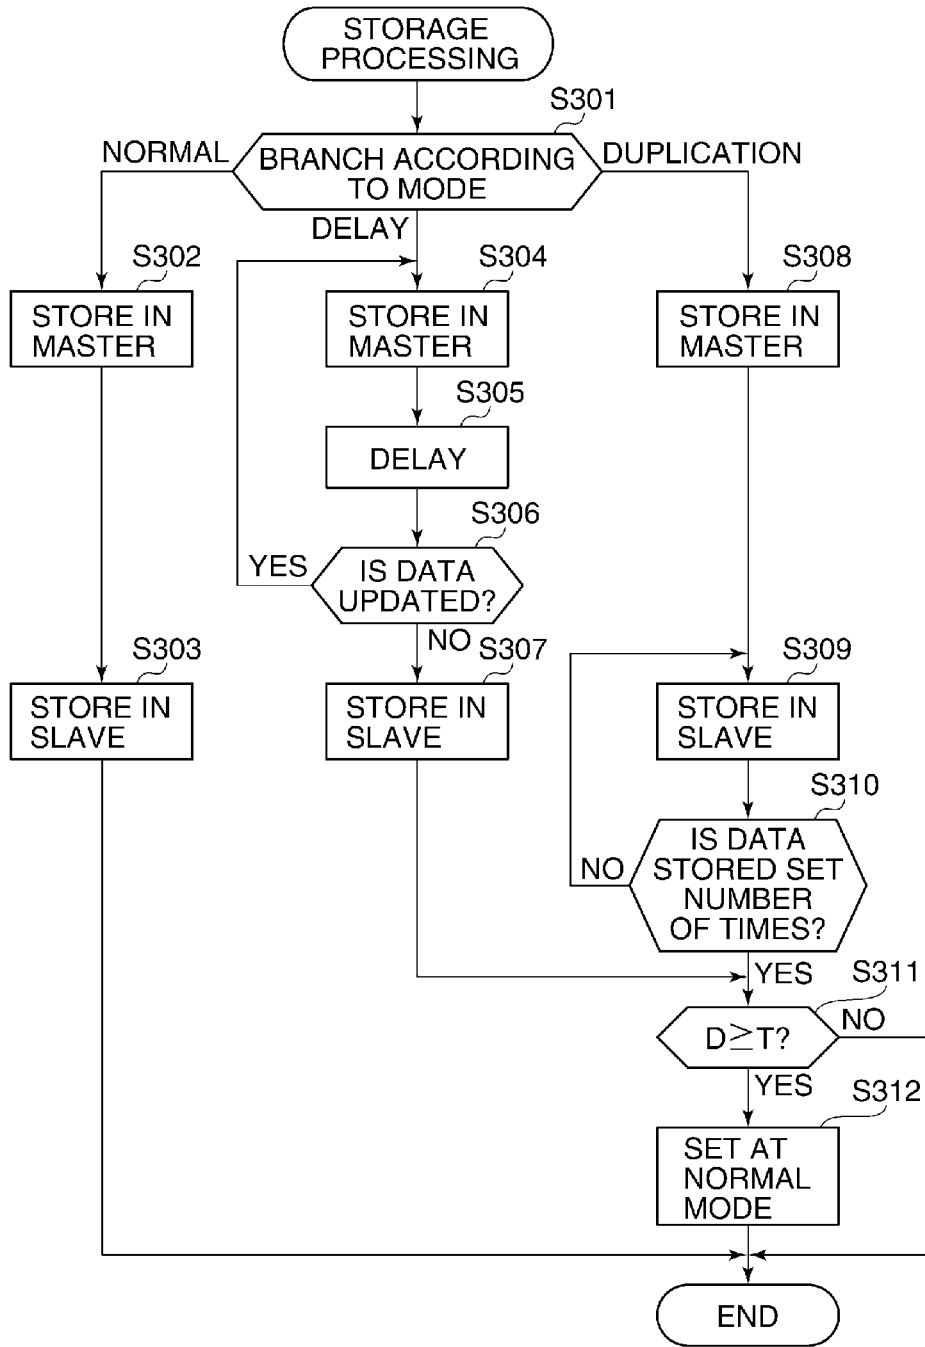 STORAGE
PROCESSING
S301
NORMAL
BRANCH ACCORDING
TO MODE
DUPLICATION
DELAY
S302
STORE IN
MASTER
S304
STORE IN
MASTER
S308
STORE IN
MASTER
S305
DELAY
S306
YES
IS DATA
UPDATED?
NO
S303
STORE IN
SLAVE
S307
STORE IN
SLAVE
S309
STORE IN
SLAVE
S310
NO
IS DATA
STORED SET
NUMBER
OF TIMES?
YES
S311
D≧T?
NO
YES
S312
SET AT
NORMAL
MODE
END